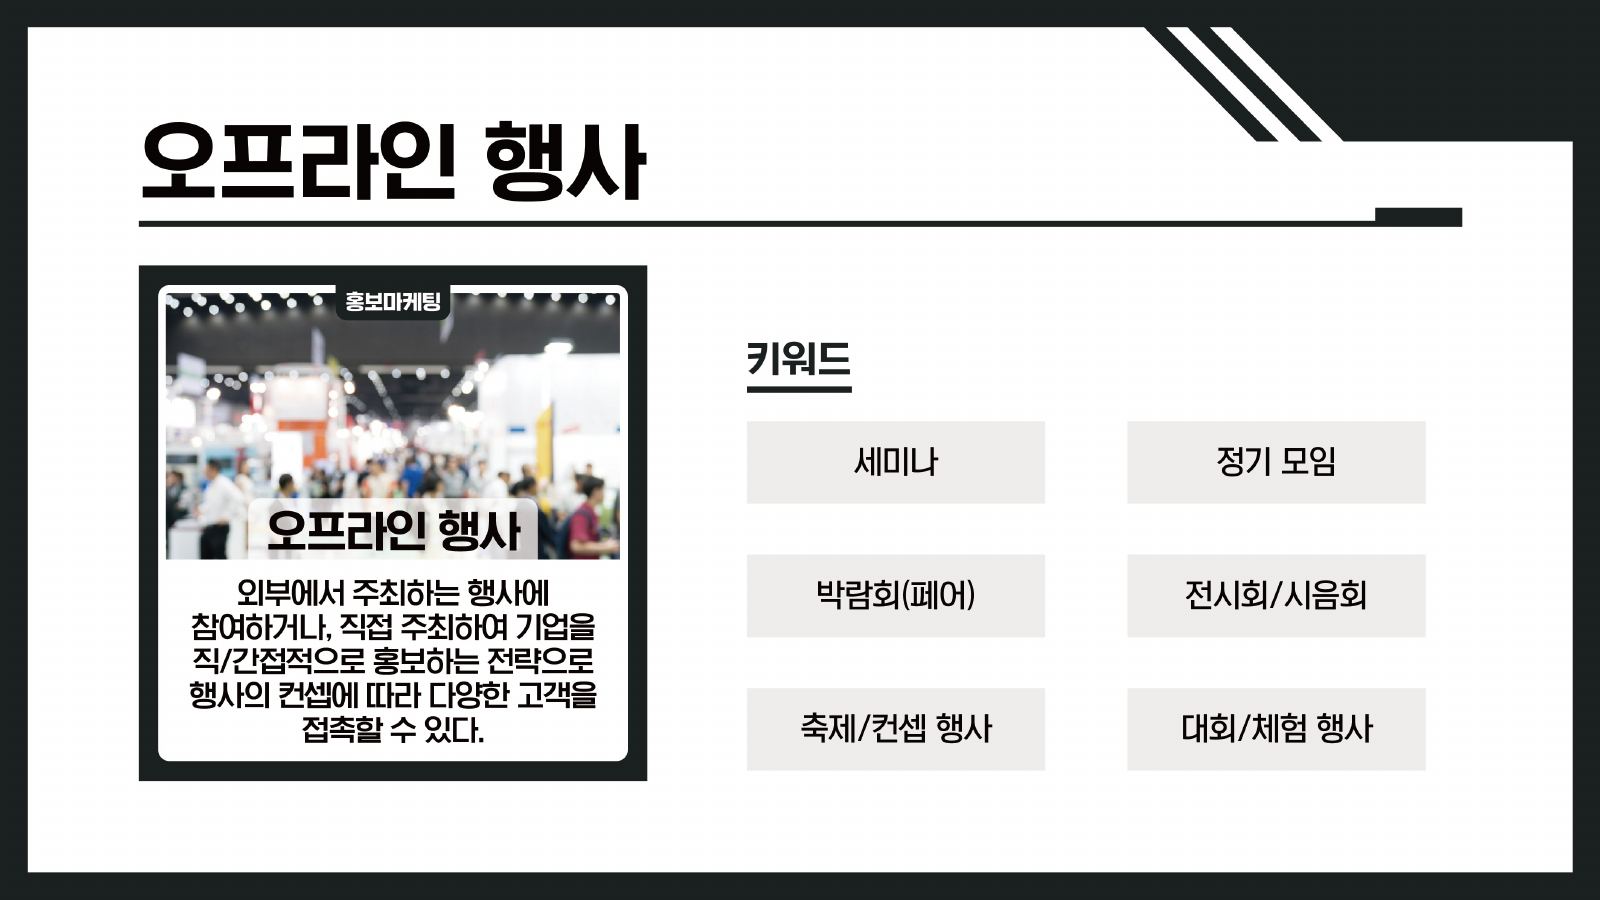 오프라인 행사
홍보마케팅
오프라인 행사
외부에서 주최하는 행사에
참여하거나, 직접 주최하여 기업을
직/간접적으로 홍보하는 전략으로
행사의 컨셉에 따라 다양한 고객을
접촉할 수 있다.
키워드
세미나
정기 모임
박람회(페어)
전시회/시음회
축제/컨셉 행사
대회/체험 행사